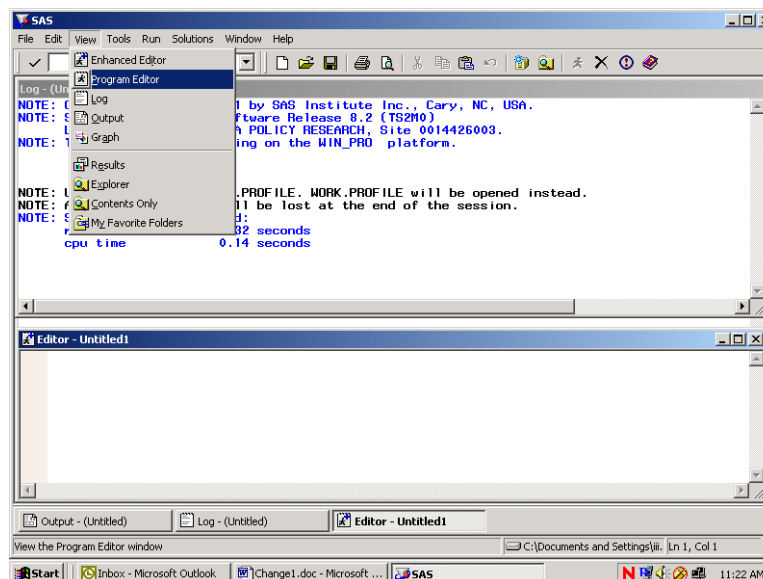 SAS
File Edit View Tools Run Solutions Window Help
Enhanced Editor
Program Editor
Log
Output
Graph
Results
Explorer
Contents Only
My Favorite Folders
Log - (Un
NOTE: 1 by SAS Institute Inc., Cary, NC, USA.
NOTE: S ftware Release 8.2 (TS2M0)
L A POLICY RESEARCH, Site 0014426003.
NOTE: T ing on the WIN_PRO platform.
NOTE: U .PROFILE. WORK.PROFILE will be opened instead.
NOTE: A ll be lost at the end of the session.
NOTE: S d:
r 32 seconds
cpu time 0.14 seconds
Editor - Untitled1
Output - (Untitled) Log - (Untitled) Editor - Untitled1
View the Program Editor window C:\Documents and Settings\iii. Ln 1, Col 1
Start Inbox - Microsoft Outlook Change1.doc - Microsoft ... SAS N 11:22 AM